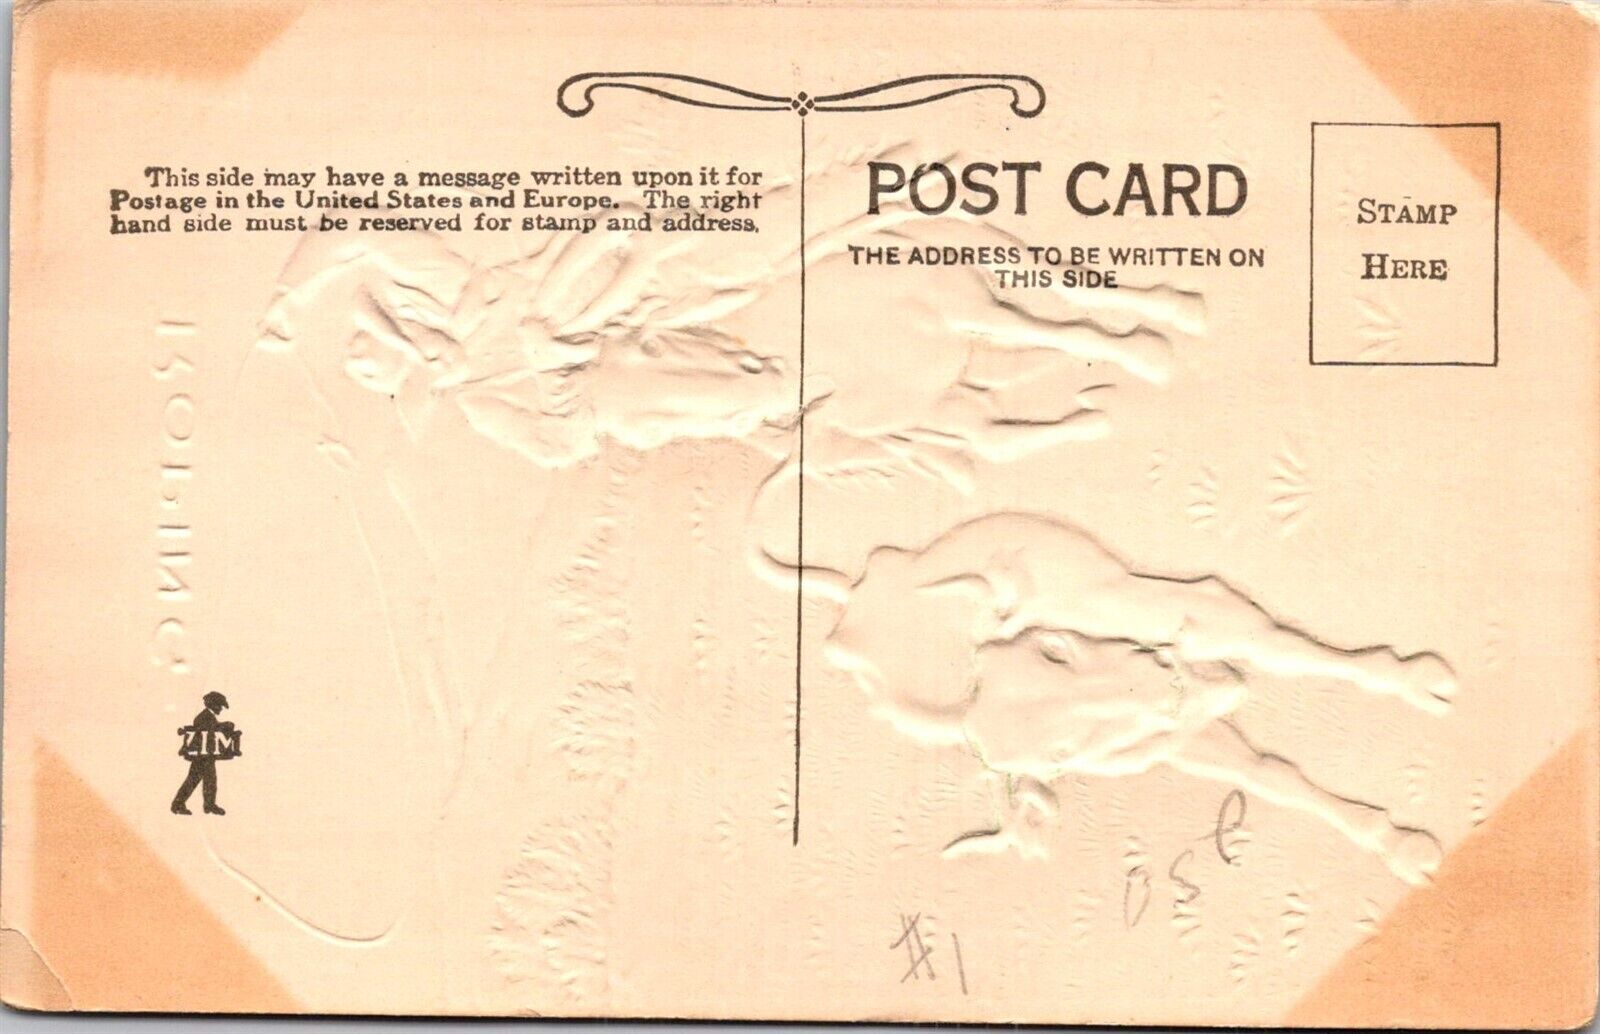 This side may have a message written upon it for
Postage in the United States and Europe. The right
hand side must be reserved for stamp and address.
POST CARD
THE ADDRESS TO BE WRITTEN ON
THIS SIDE
STAMP
HERE
ROPING
ZIM
#1